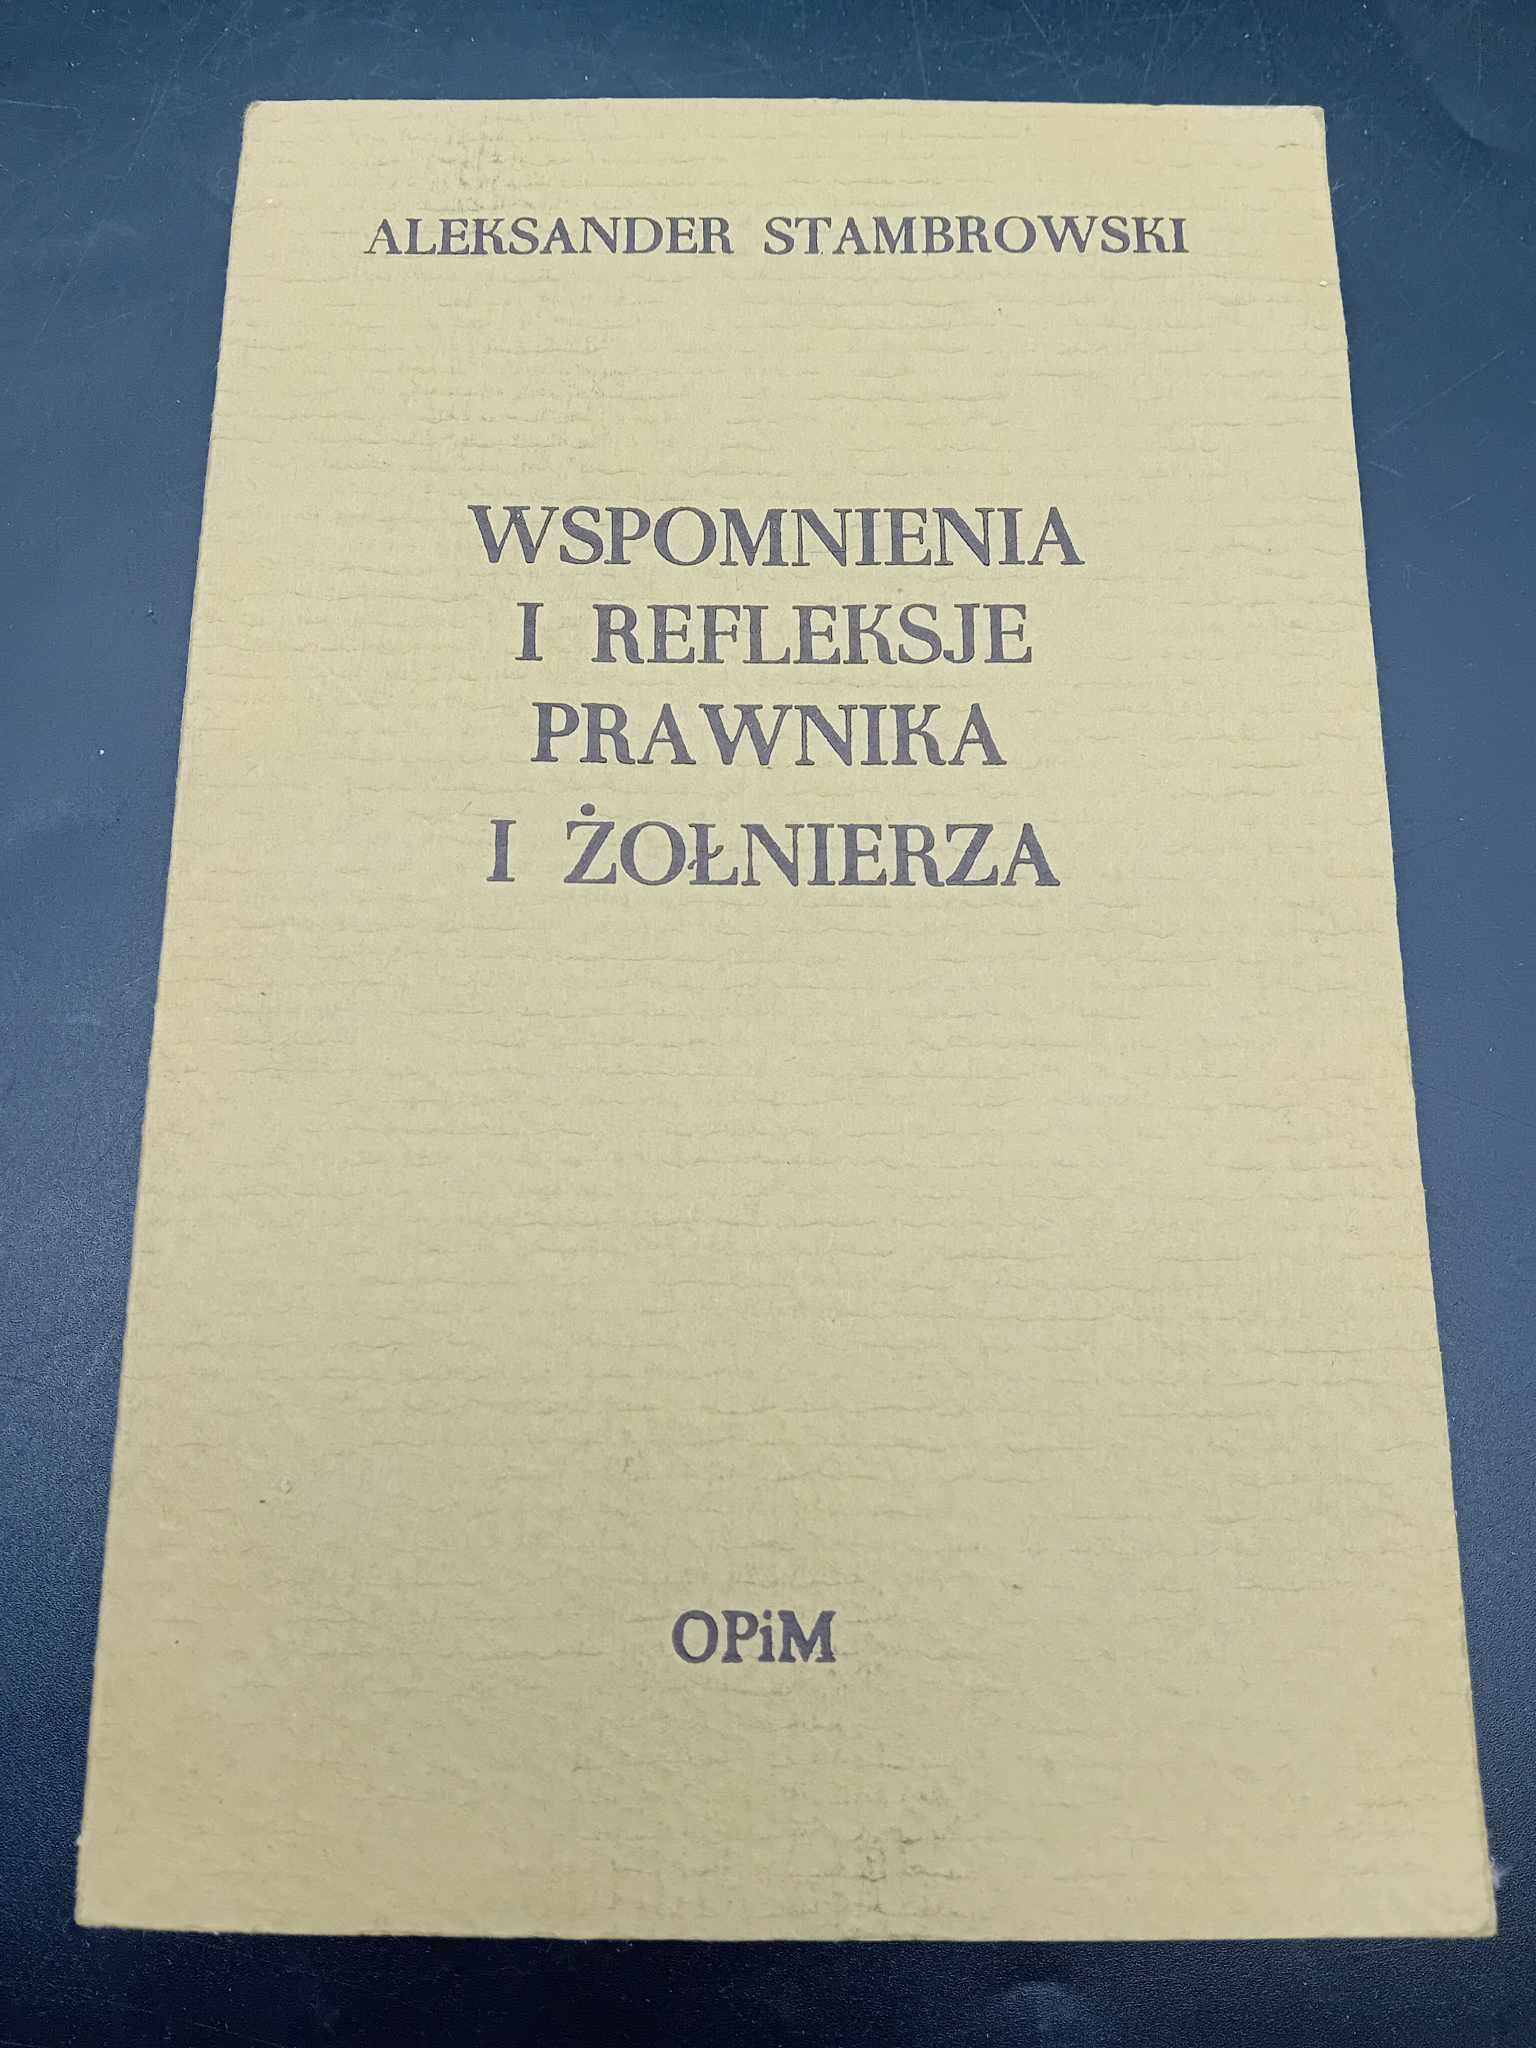 ALEKSANDER STAMBROWSKI
WSPOMNIENIA
I REFLEKSJE
PRAWNIKA
I ŻOŁNIERZA
OPiM